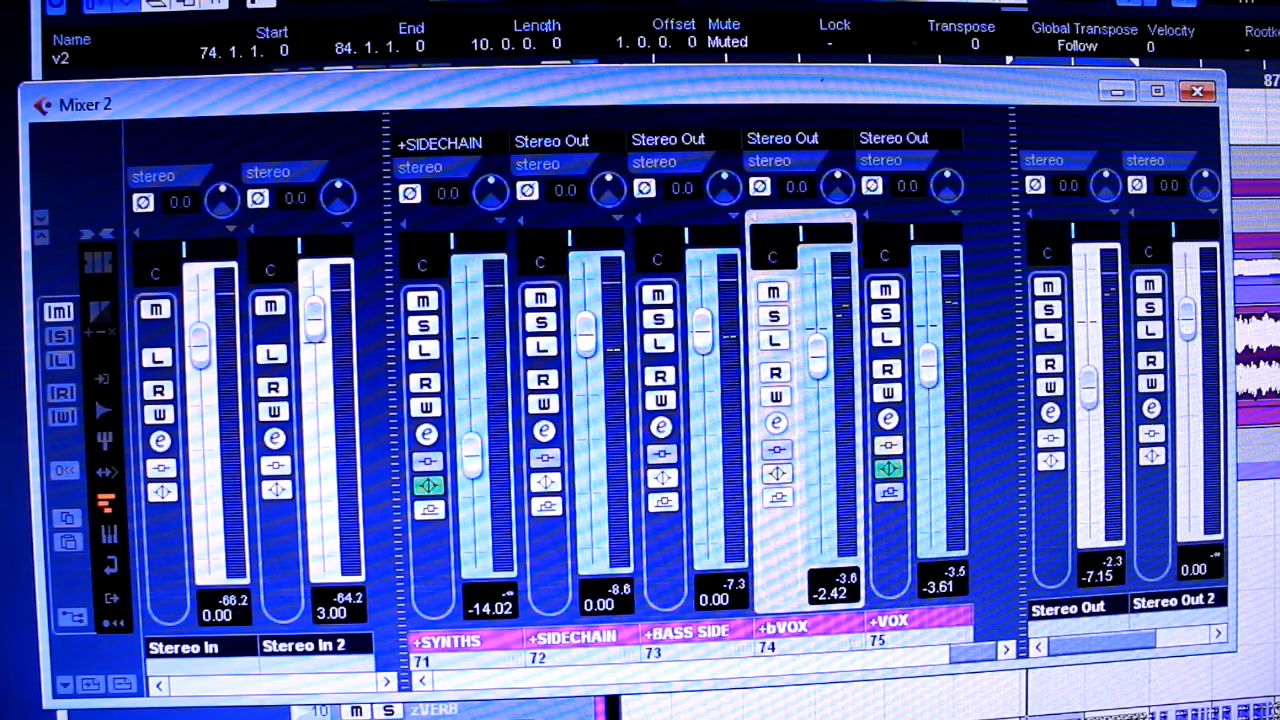 Name Start End Length Offset Mute Lock Transpose Global Transpose Velocity
v2 74. 1. 1. 0 84. 1. 1. 0 10. 0. 0. 0 1. 0. 0. 0 Muted - 0 Follow 0 -
87
Mixer 2
+SIDECHAIN Stereo Out Stereo Out Stereo Out Stereo Out
stereo stereo stereo stereo stereo stereo stereo stereo stereo
0.0 0.0 0.0 0.0 0.0 0.0 0.0 0.0 0.0
C C C C C C C C C
m m m m m m m m m
S S S S S S S
L L L L L L L L L
R R R R R R R R R
W W W W W W W W W
e e e e e e e e e
[M]
[S]
[L]
[R]
[W]
0<<
-66.2 -64.2 -∞ -8.6 -7.3 -3.6 -3.5 -2.3 -∞
0.00 3.00 -14.02 0.00 0.00 -2.42 -3.61 -7.15 0.00
Stereo In Stereo In 2 +SYNTHS +SIDECHAIN +BASS SIDE +bVOX +VOX Stereo Out Stereo Out 2
71 72 73 74 75
10 m S zVERB